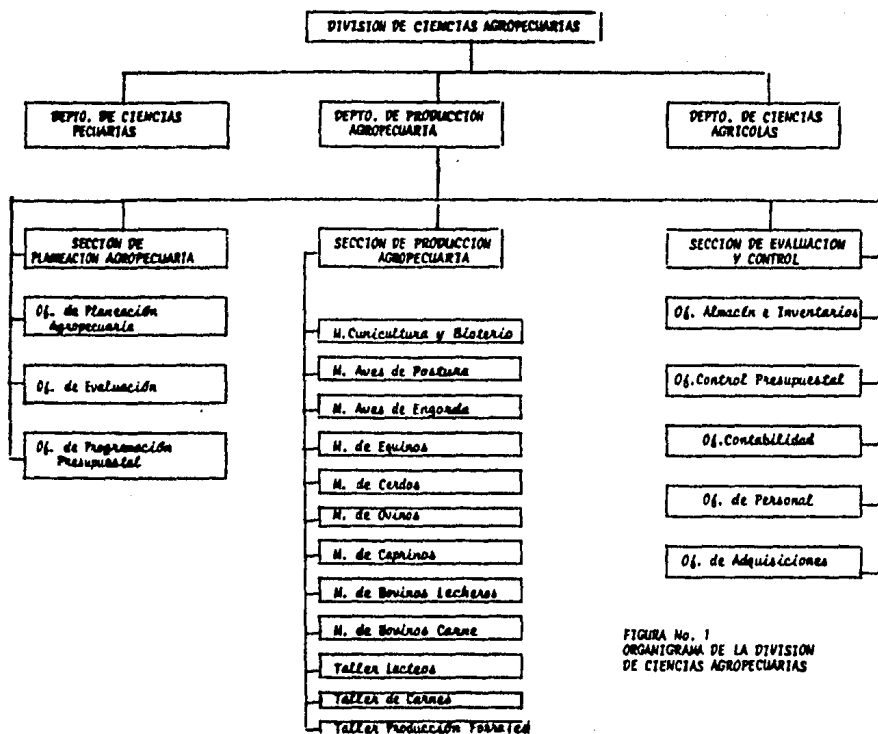 DIVISION DE CIENCIAS AGROPECUARIAS
DEPTO. DE CIENCIAS
PECUARIAS
DEPTO. DE PRODUCCION
AGROPECUARIA
DEPTO. DE CIENCIAS
AGRICOLAS
SECCION DE
PLANEACION AGROPECUARIA
Of. de Planeación
Agropecuaria
Of. de Evaluación
Of. de Programación
Presupuestal
SECCION DE PRODUCCION
AGROPECUARIA
M. Cunicultura y Bioterio
M. Aves de Postura
M. Aves de Engorda
M. de Equinos
M. de Cerdos
M. de Ovinos
M. de Caprinos
M. de Bovinos Lecheros
M. de Bovinos Carne
Taller Lacteos
Taller de Carnes
Taller Producción
SECCION DE EVALUACION
Y CONTROL
Of. Almacén e Inventarios
Of. Control Presupuestal
Of. Contabilidad
Of. de Personal
Of. de Adquisiciones
FIGURA No. 1
ORGANIGRAMA DE LA DIVISION
DE CIENCIAS AGROPECUARIAS